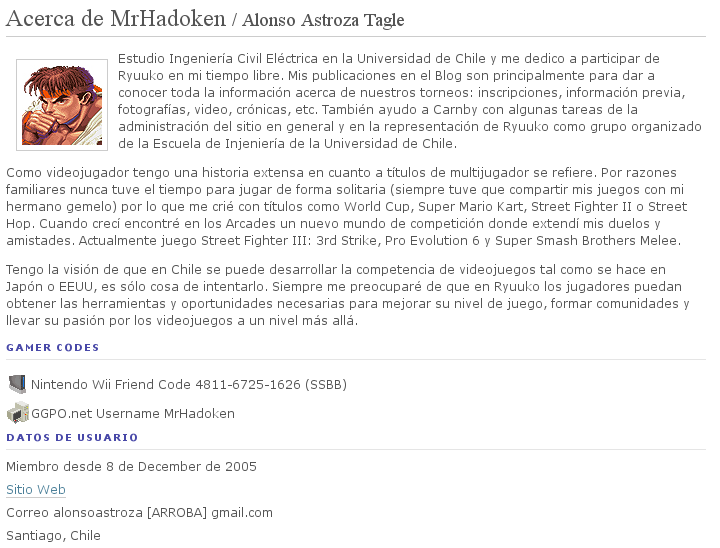 Acerca de MrHadoken / Alonso Astroza Tagle
Estudio Ingeniería Civil Eléctrica en la Universidad de Chile y me dedico a participar de
Ryuuko en mi tiempo libre. Mis publicaciones en el Blog son principalmente para dar a
conocer toda la información acerca de nuestros torneos: inscripciones, información previa,
fotografías, video, crónicas, etc. También ayudo a Carnby con algunas tareas de la
administración del sitio en general y en la representación de Ryuuko como grupo organizado
de la Escuela de Injeniería de la Universidad de Chile.
Como videojugador tengo una historia extensa en cuanto a títulos de multijugador se refiere. Por razones
familiares nunca tuve el tiempo para jugar de forma solitaria (siempre tuve que compartir mis juegos con mi
hermano gemelo) por lo que me crié con títulos como World Cup, Super Mario Kart, Street Fighter II o Street
Hop. Cuando crecí encontré en los Arcades un nuevo mundo de competición donde extendí mis duelos y
amistades. Actualmente juego Street Fighter III: 3rd Strike, Pro Evolution 6 y Super Smash Brothers Melee.
Tengo la visión de que en Chile se puede desarrollar la competencia de videojuegos tal como se hace en
Japón o EEUU, es sólo cosa de intentarlo. Siempre me preocuparé de que en Ryuuko los jugadores puedan
obtener las herramientas y oportunidades necesarias para mejorar su nivel de juego, formar comunidades y
llevar su pasión por los videojuegos a un nivel más allá.
GAMER CODES
Nintendo Wii Friend Code 4811-6725-1626 (SSBB)
GGPO.net Username MrHadoken
DATOS DE USUARIO
Miembro desde 8 de December de 2005
Sitio Web
Correo alonsoastroza [ARROBA] gmail.com
Santiago, Chile